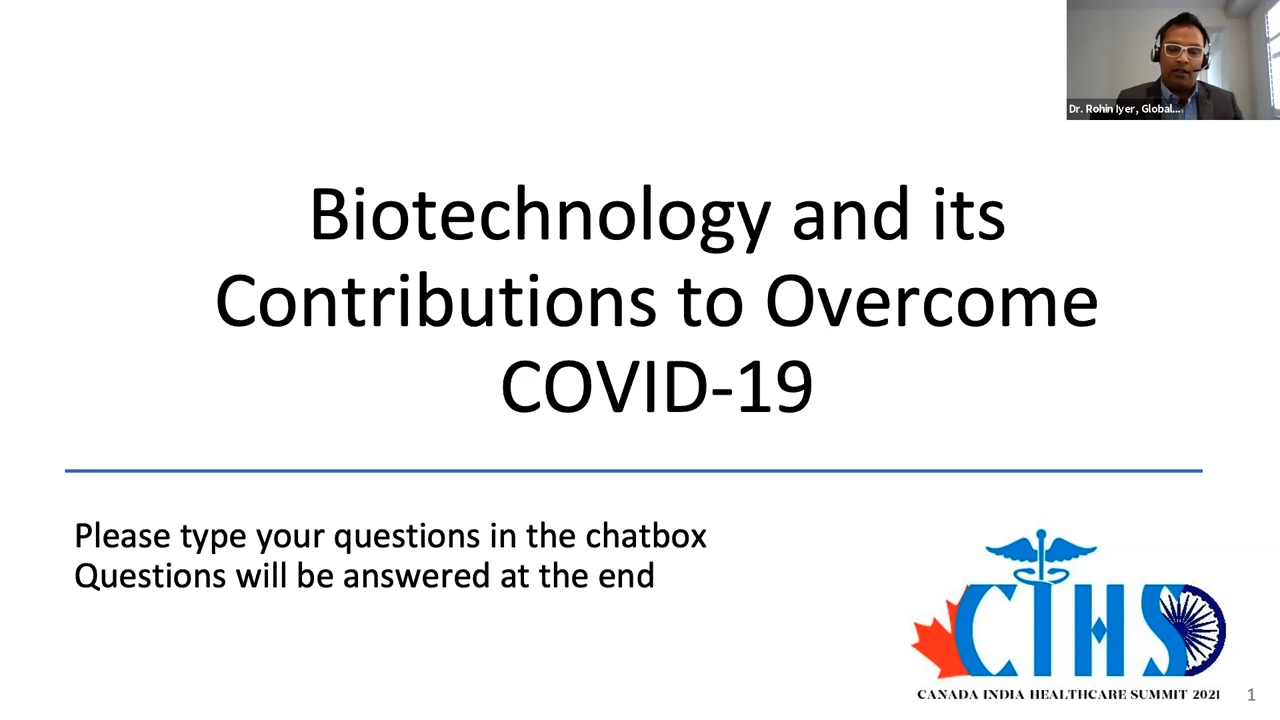 Dr. Rohin Iyer, Global...
Biotechnology and its
Contributions to Overcome
COVID-19
Please type your questions in the chatbox
Questions will be answered at the end
CIHS
CANADA INDIA HEALTHCARE SUMMIT 2021
1